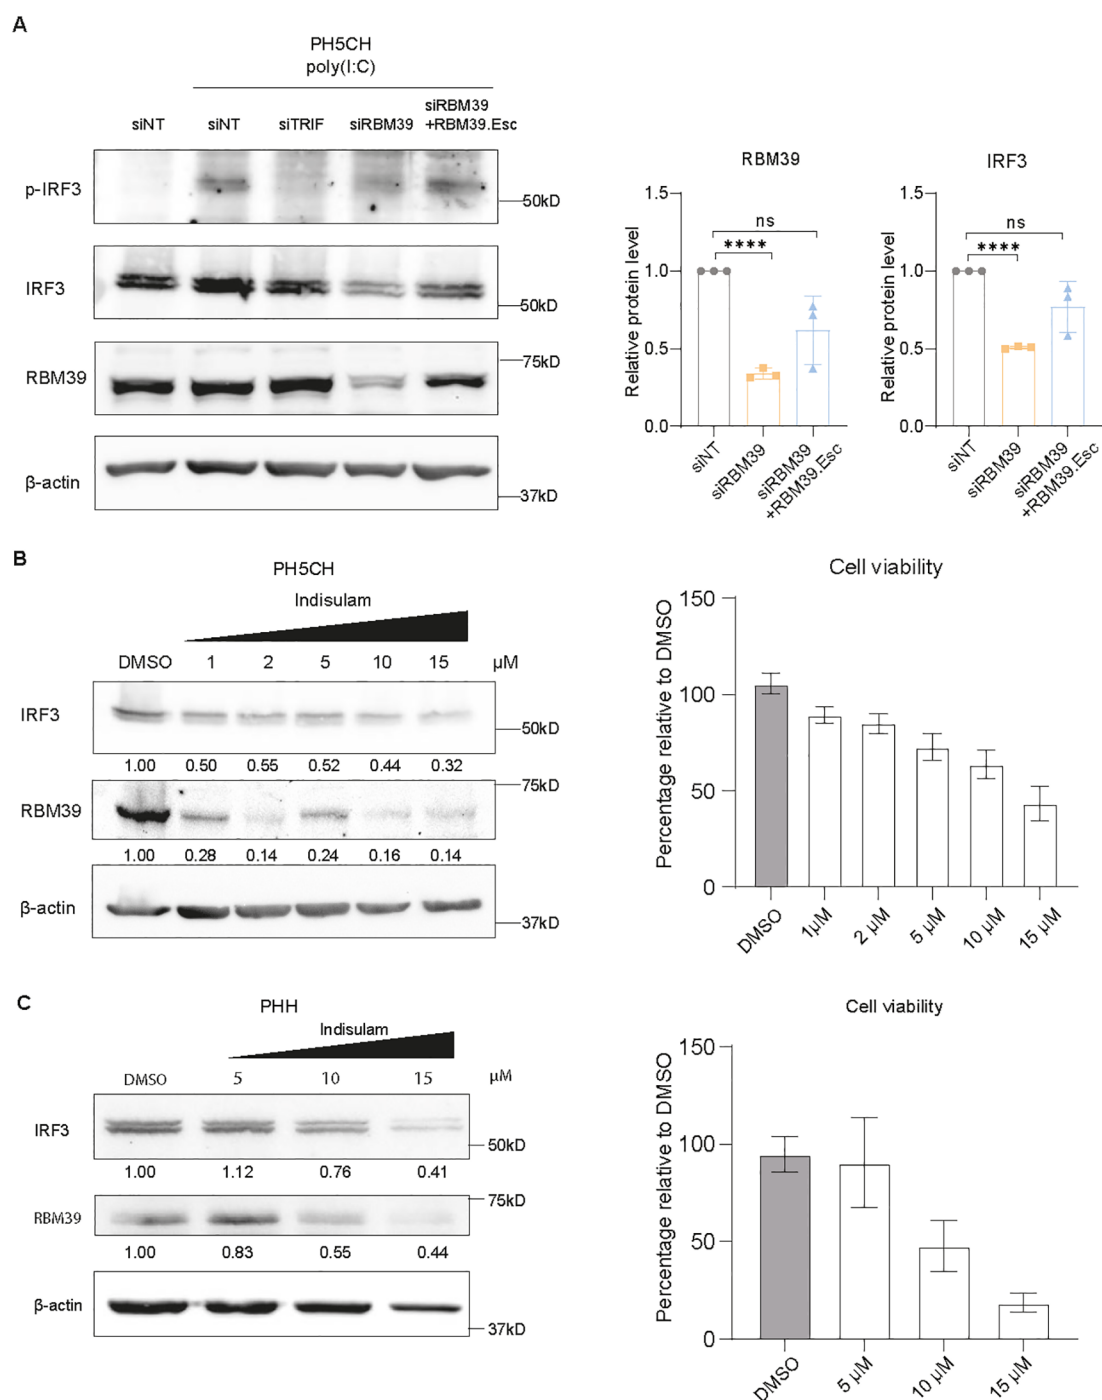 A
PH5CH
poly(I:C)
siNT siNT siTRIF siRBM39 siRBM39
+RBM39.Esc
p-IRF3
50kD
IRF3
50kD
RBM39
75kD
β-actin
37kD
RBM39
Relative protein level
1.5
1.0
0.5
0.0
ns
****
siNT
siRBM39
siRBM39
+RBM39.Esc
IRF3
Relative protein level
1.5
1.0
0.5
0.0
ns
****
siNT
siRBM39
siRBM39
+RBM39.Esc
B
PH5CH
Indisulam
DMSO 1 2 5 10 15 μM
IRF3
50kD
1.00 0.50 0.55 0.52 0.44 0.32
75kD
RBM39
1.00 0.28 0.14 0.24 0.16 0.14
β-actin
37kD
Cell viability
Percentage relative to DMSO
150
100
50
0
DMSO
1μM
2 μM
5 μM
10 μM
15 μM
C
PHH
Indisulam
DMSO 5 10 15 μM
IRF3
50kD
1.00 1.12 0.76 0.41
75kD
RBM39
1.00 0.83 0.55 0.44
β-actin
37kD
Cell viability
Percentage relative to DMSO
150
100
50
0
DMSO
5 μM
10 μM
15 μM